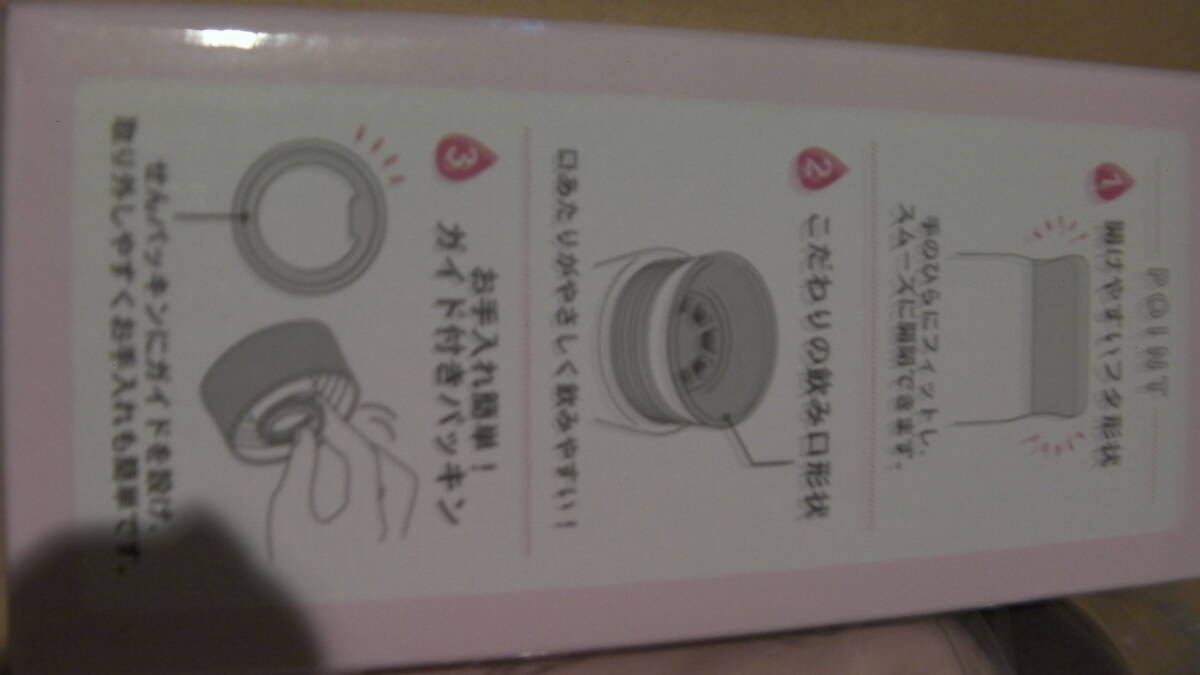 POINT
1
開けやすいフタ形状
手のひらにフィットし、
スムーズに開閉できます。
2
こだわりの飲み口形状
口あたりがやさしく飲みやすい！
3
お手入れ簡単！
ガイド付きパッキン
せんパッキンにガイドを設け、
取り外しやすくお手入れも簡単です。